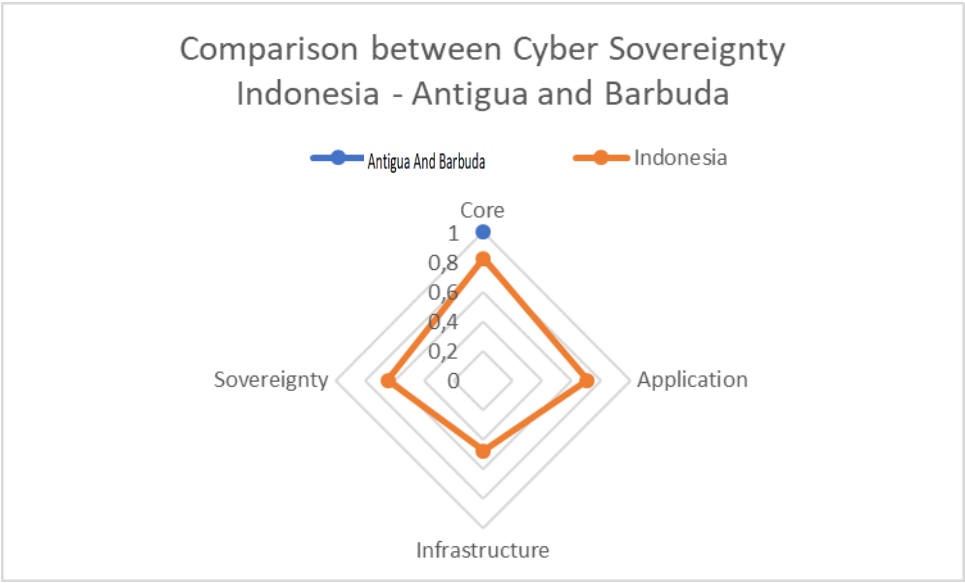 Comparison between Cyber Sovereignty
Indonesia - Antigua and Barbuda
Antigua And Barbuda
Indonesia
Core
1
0,8
0,6
0,4
0,2
0
Sovereignty
Application
Infrastructure